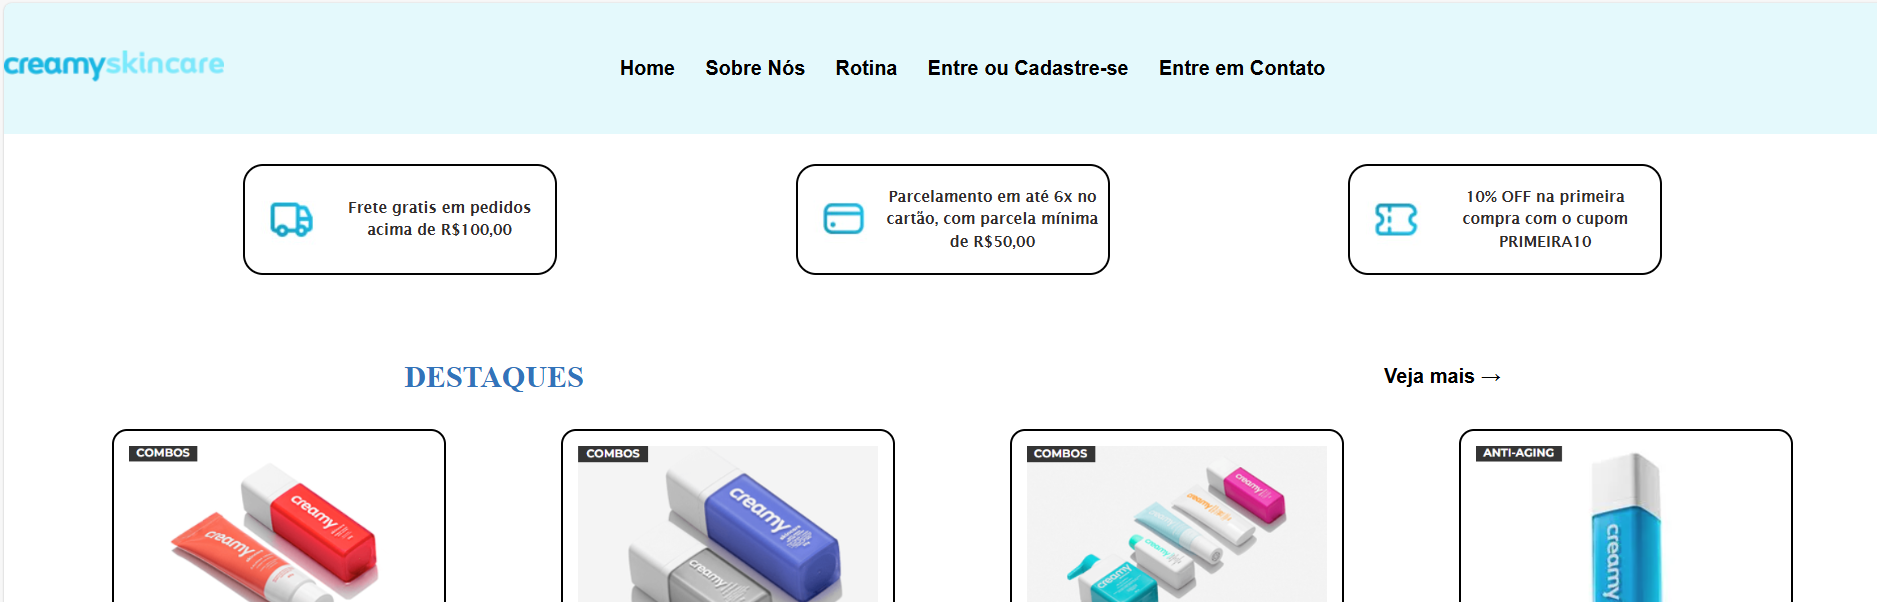 creamyskincare
Home Sobre Nós Rotina Entre ou Cadastre-se Entre em Contato
Frete gratis em pedidos
acima de R$100,00
Parcelamento em até 6x no
cartão, com parcela mínima
de R$50,00
10% OFF na primeira
compra com o cupom
PRIMEIRA10
DESTAQUES
Veja mais →
COMBOS
creamy
creamy
COMBOS
creamy
creamy
COMBOS
creamy
creamy
creamy
creamy
ANTI-AGING
creamy